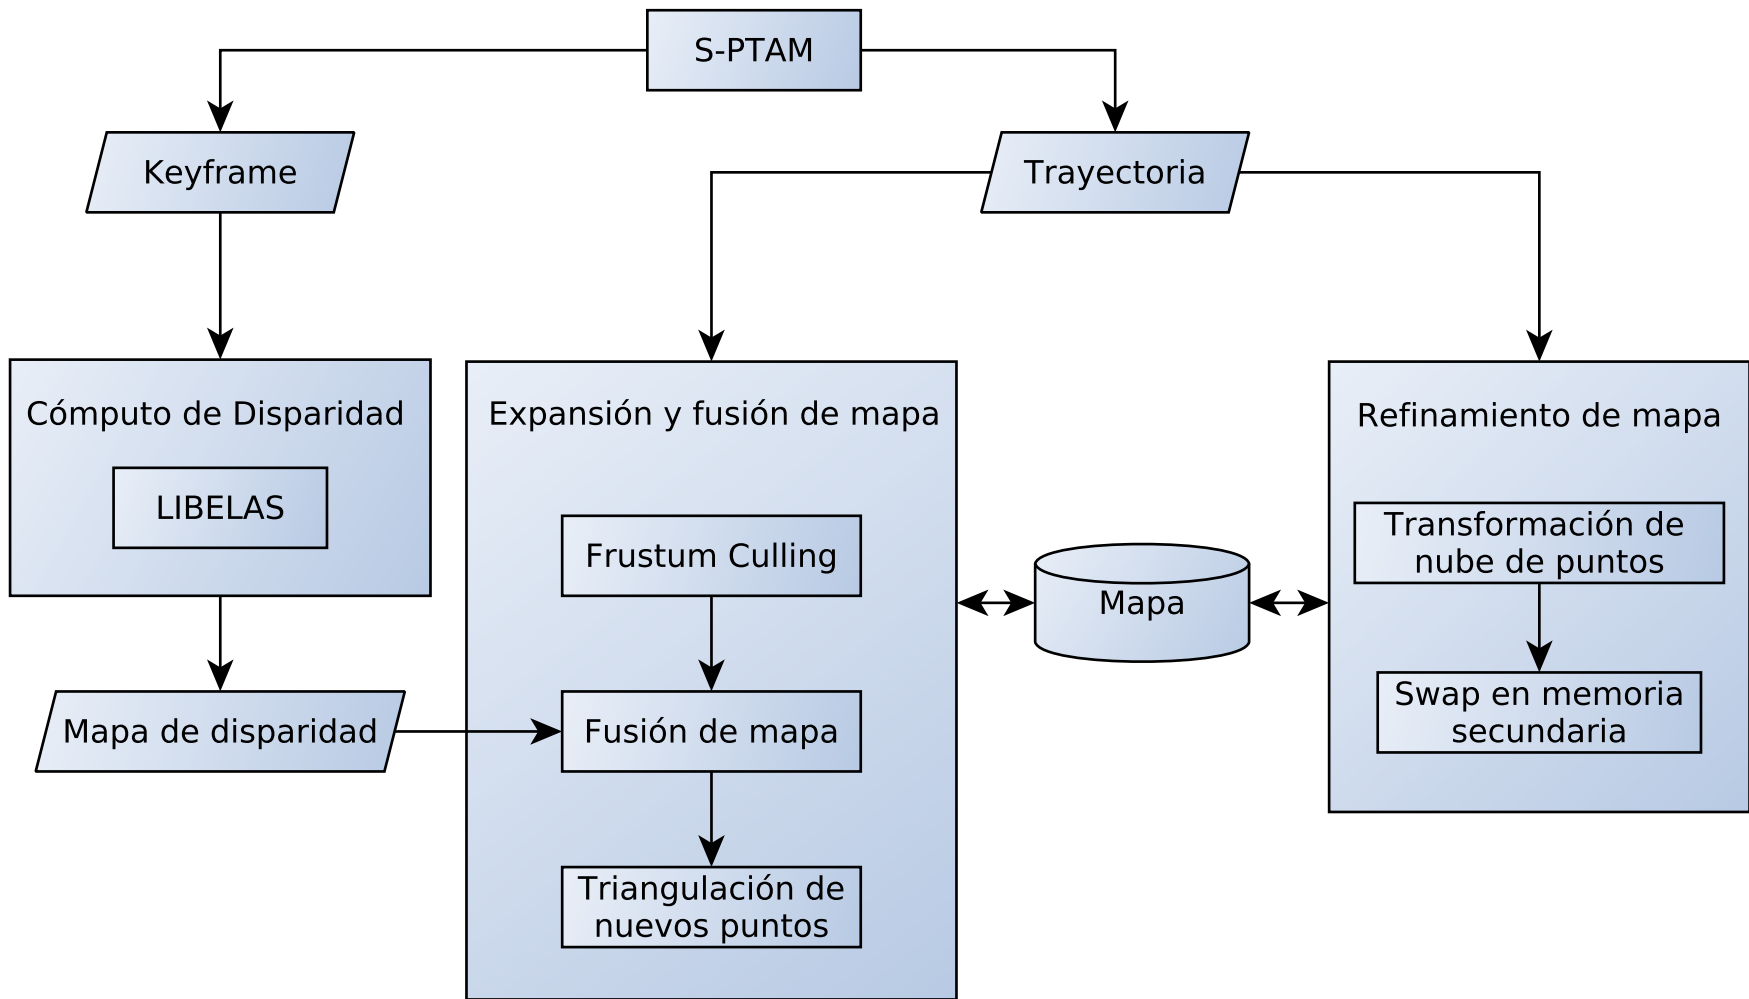 S-PTAM
Keyframe
Trayectoria
Cómputo de Disparidad
LIBELAS
Mapa de disparidad
Expansión y fusión de mapa
Frustum Culling
Fusión de mapa
Triangulación de
nuevos puntos
Mapa
Refinamiento de mapa
Transformación de
nube de puntos
Swap en memoria
secundaria